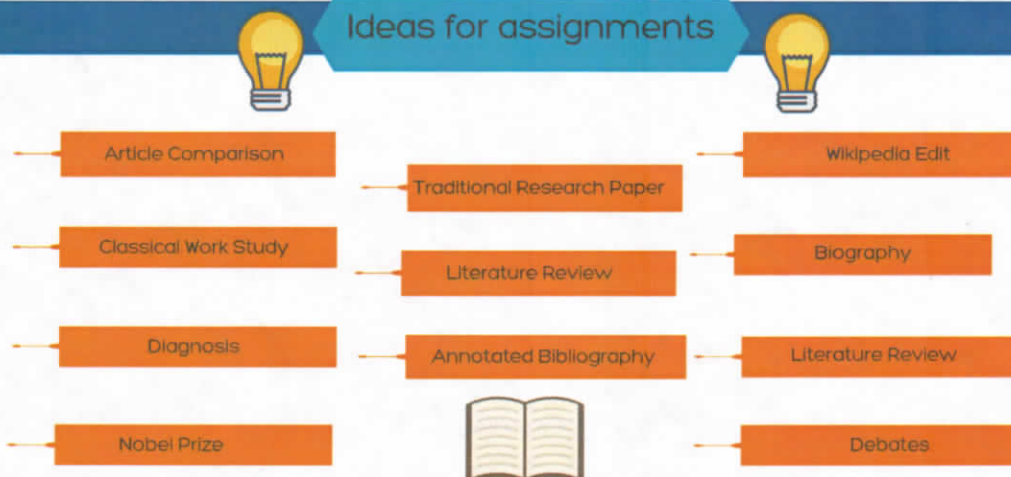 Ideas for assignments
Article Comparison
Classical Work Study
Diagnosis
Nobel Prize
Traditional Research Paper
Literature Review
Annotated Bibliography
Wikipedia Edit
Biography
Literature Review
Debates